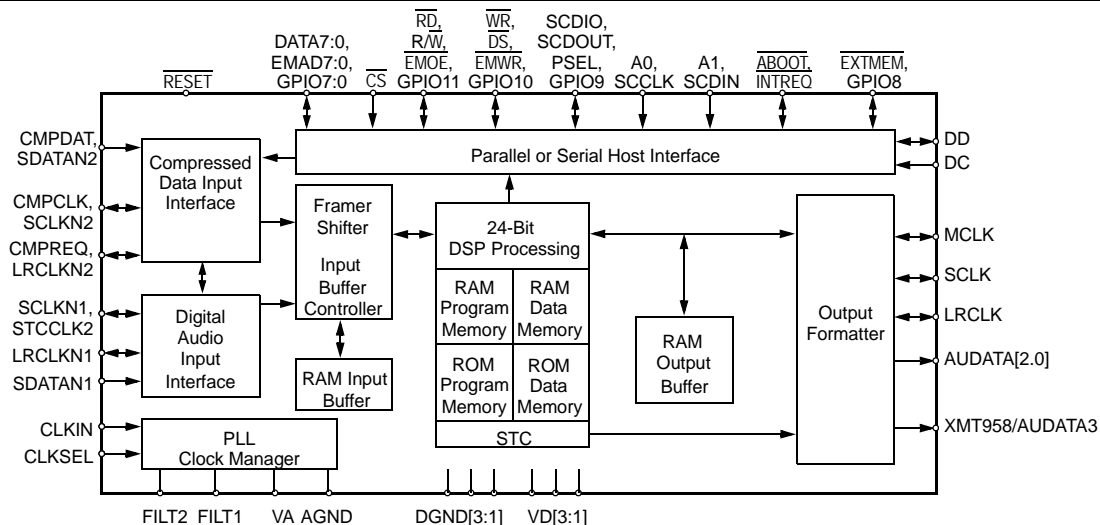 DATA7:0,
EMAD7:0,
GPIO7:0
RESET
CS
RD,
R/W,
EMOE,
GPIO11
WR,
DS,
EMWR,
GPIO10
SCDIO,
SCDOUT,
PSEL,
GPIO9
A0,
SCCLK
A1,
SCDIN
ABOOT,
INTREQ
EXTMEM,
GPIO8
CMPDAT,
SDATAN2
CMPCLK,
SCLKN2
CMPREQ,
LRCLKN2
SCLKN1,
STCCLK2
LRCLKN1
SDATAN1
CLKIN
CLKSEL
Compressed
Data Input
Interface
Digital
Audio
Input
Interface
PLL
Clock Manager
Parallel or Serial Host Interface
Framer
Shifter
Input
Buffer
Controller
RAM Input
Buffer
24-Bit
DSP Processing
RAM
Program
Memory
RAM
Data
Memory
ROM
Program
Memory
ROM
Data
Memory
STC
RAM
Output
Buffer
Output
Formatter
DD
DC
MCLK
SCLK
LRCLK
AUDATA[2.0]
XMT958/AUDATA3
FILT2 FILT1 VA AGND DGND[3:1] VD[3:1]